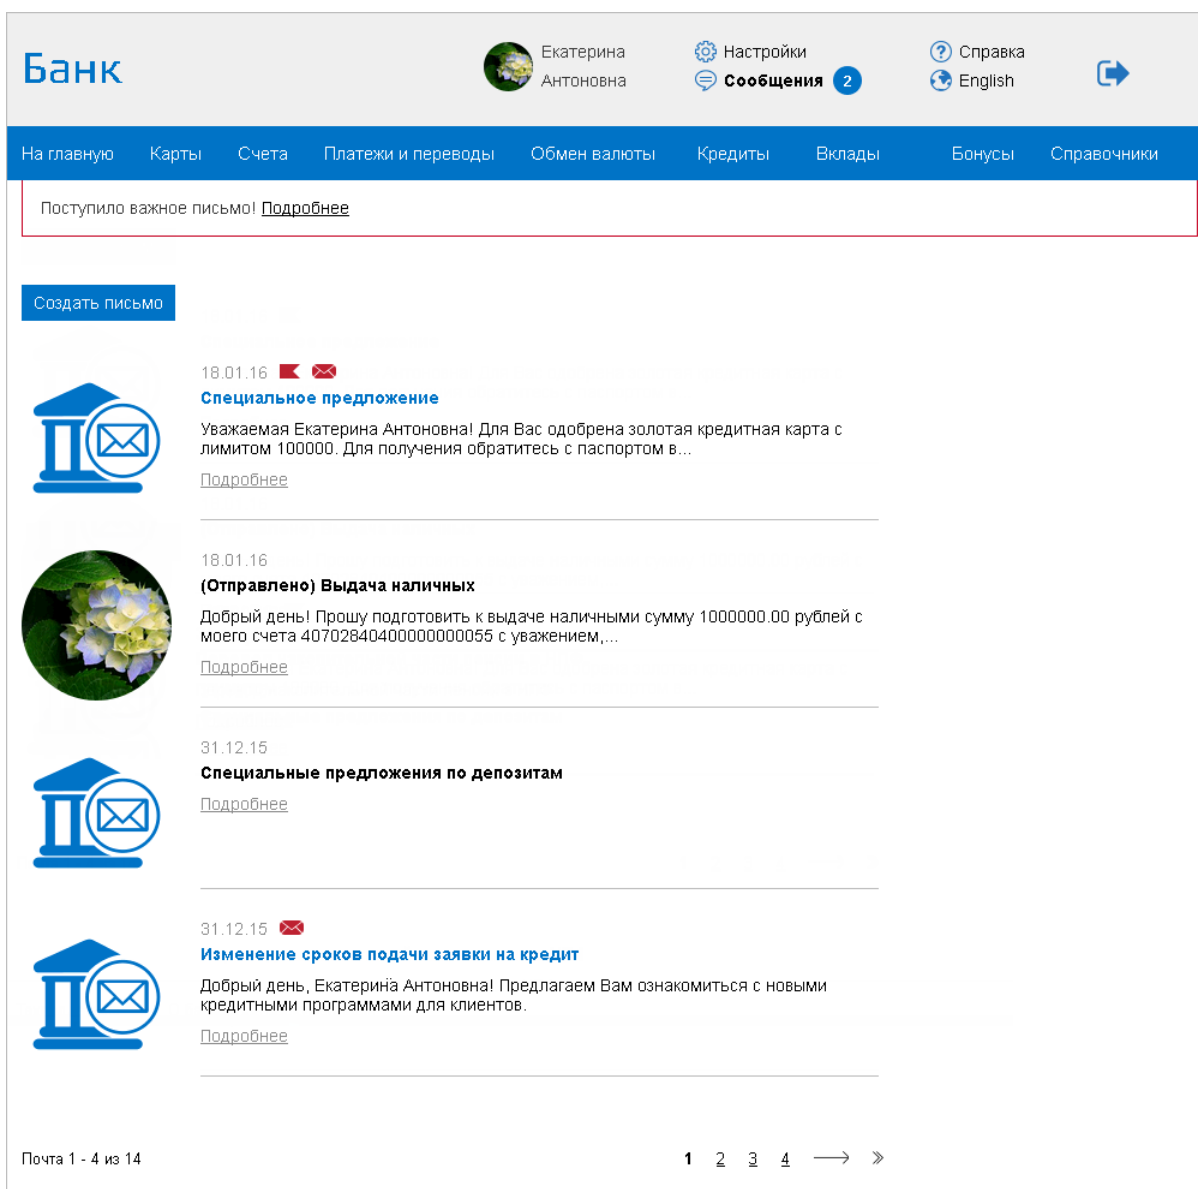 Банк
Екатерина
Антоновна
Настройки
Сообщения 2
Справка
English
На главную Карты Счета Платежи и переводы Обмен валюты Кредиты Вклады Бонусы Справочники
Поступило важное письмо! Подробнее
Создать письмо
18.01.16
Специальное предложение
Уважаемая Екатерина Антоновна! Для Вас одобрена золотая кредитная карта с
лимитом 100000. Для получения обратитесь с паспортом в...
Подробнее
18.01.16
(Отправлено) Выдача наличных
Добрый день! Прошу подготовить к выдаче наличными сумму 1000000.00 рублей с
моего счета 40702840400000000055 с уважением,...
Подробнее
31.12.15
Специальные предложения по депозитам
Подробнее
31.12.15
Изменение сроков подачи заявки на кредит
Добрый день, Екатерина Антоновна! Предлагаем Вам ознакомиться с новыми
кредитными программами для клиентов.
Подробнее
Почта 1 - 4 из 14
1 2 3 4